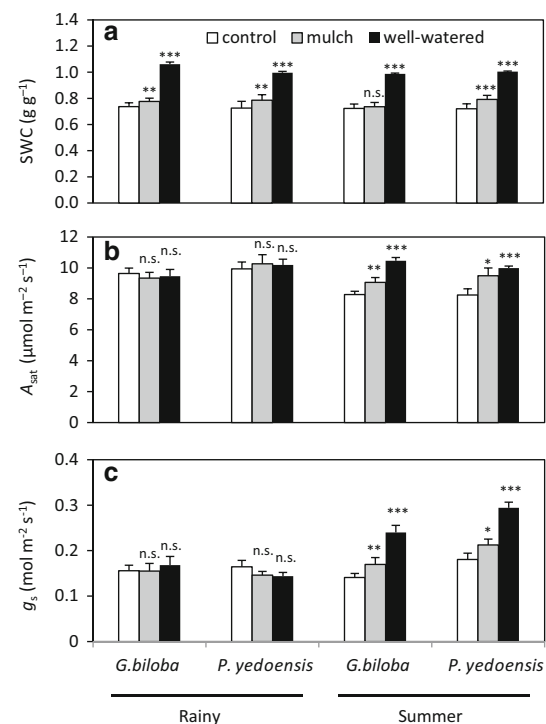 a
control mulch well-watered
SWC (g g⁻¹)
1.4
1.2
1.0
0.8
0.6
0.4
0.2
0.0
** *** ** *** n.s. *** *** ***
b
A_sat (μmol m⁻² s⁻¹)
12
10
8
6
4
2
0
n.s. n.s. n.s. n.s. ** *** * ***
c
g_s (mol m⁻² s⁻¹)
0.4
0.3
0.2
0.1
0
n.s. n.s. n.s. n.s. ** *** * ***
G.biloba P. yedoensis G.biloba P. yedoensis
Rainy Summer